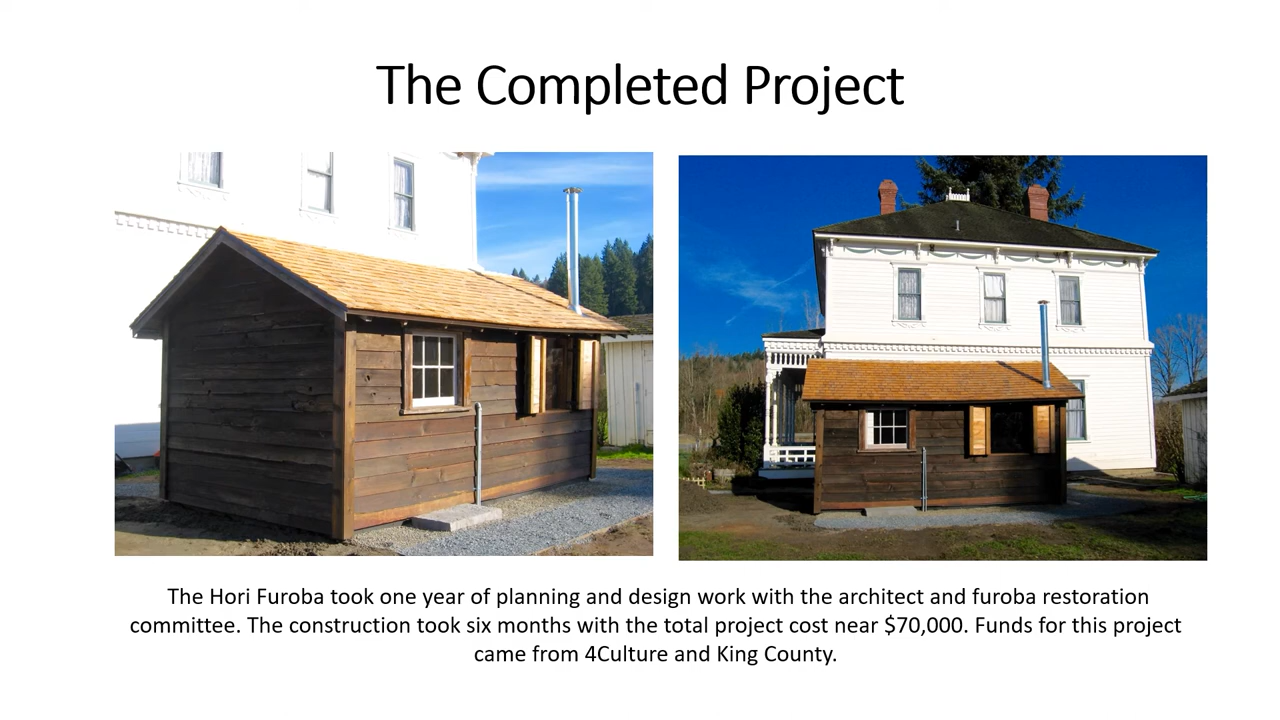 The Completed Project
The Hori Furoba took one year of planning and design work with the architect and furoba restoration
committee. The construction took six months with the total project cost near $70,000. Funds for this project
came from 4Culture and King County.